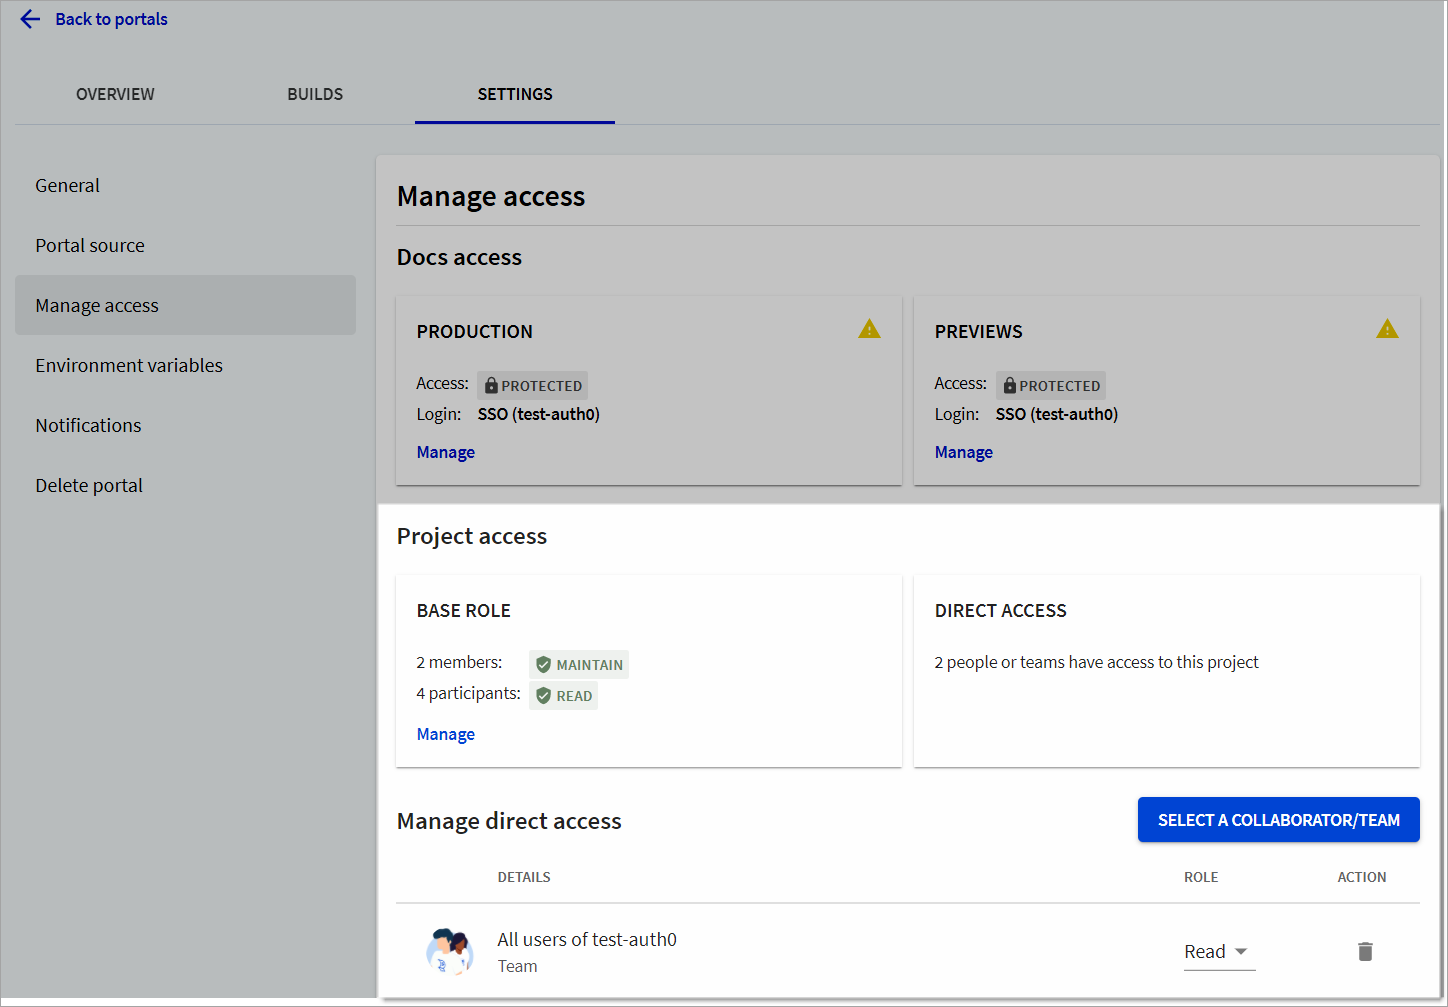 Back to portals
OVERVIEW BUILDS SETTINGS
General
Portal source
Manage access
Environment variables
Notifications
Delete portal
Manage access
Docs access
PRODUCTION
Access: PROTECTED
Login: SSO (test-auth0)
Manage
PREVIEWS
Access: PROTECTED
Login: SSO (test-auth0)
Manage
Project access
BASE ROLE
2 members: MAINTAIN
4 participants: READ
Manage
DIRECT ACCESS
2 people or teams have access to this project
Manage direct access
SELECT A COLLABORATOR/TEAM
DETAILS ROLE ACTION
All users of test-auth0
Team
Read